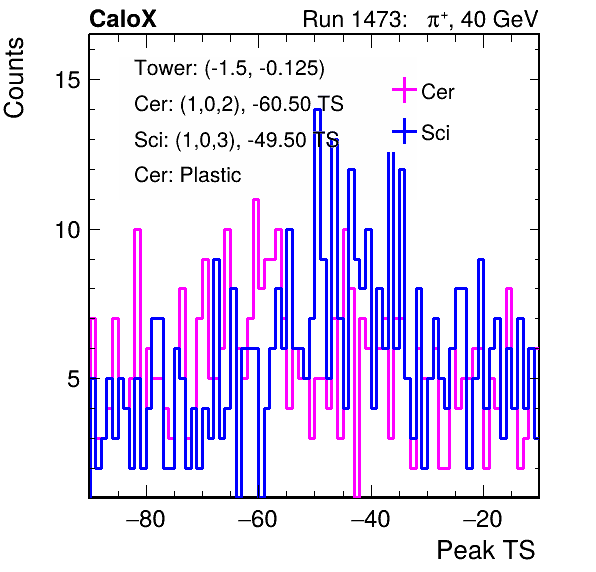 CaloX Run 1473: π⁺, 40 GeV
Counts
Tower: (-1.5, -0.125)
Cer: (1,0,2), -60.50 TS
Sci: (1,0,3), -49.50 TS
Cer: Plastic
Cer
Sci
15
10
5
−80 −60 −40 −20
Peak TS